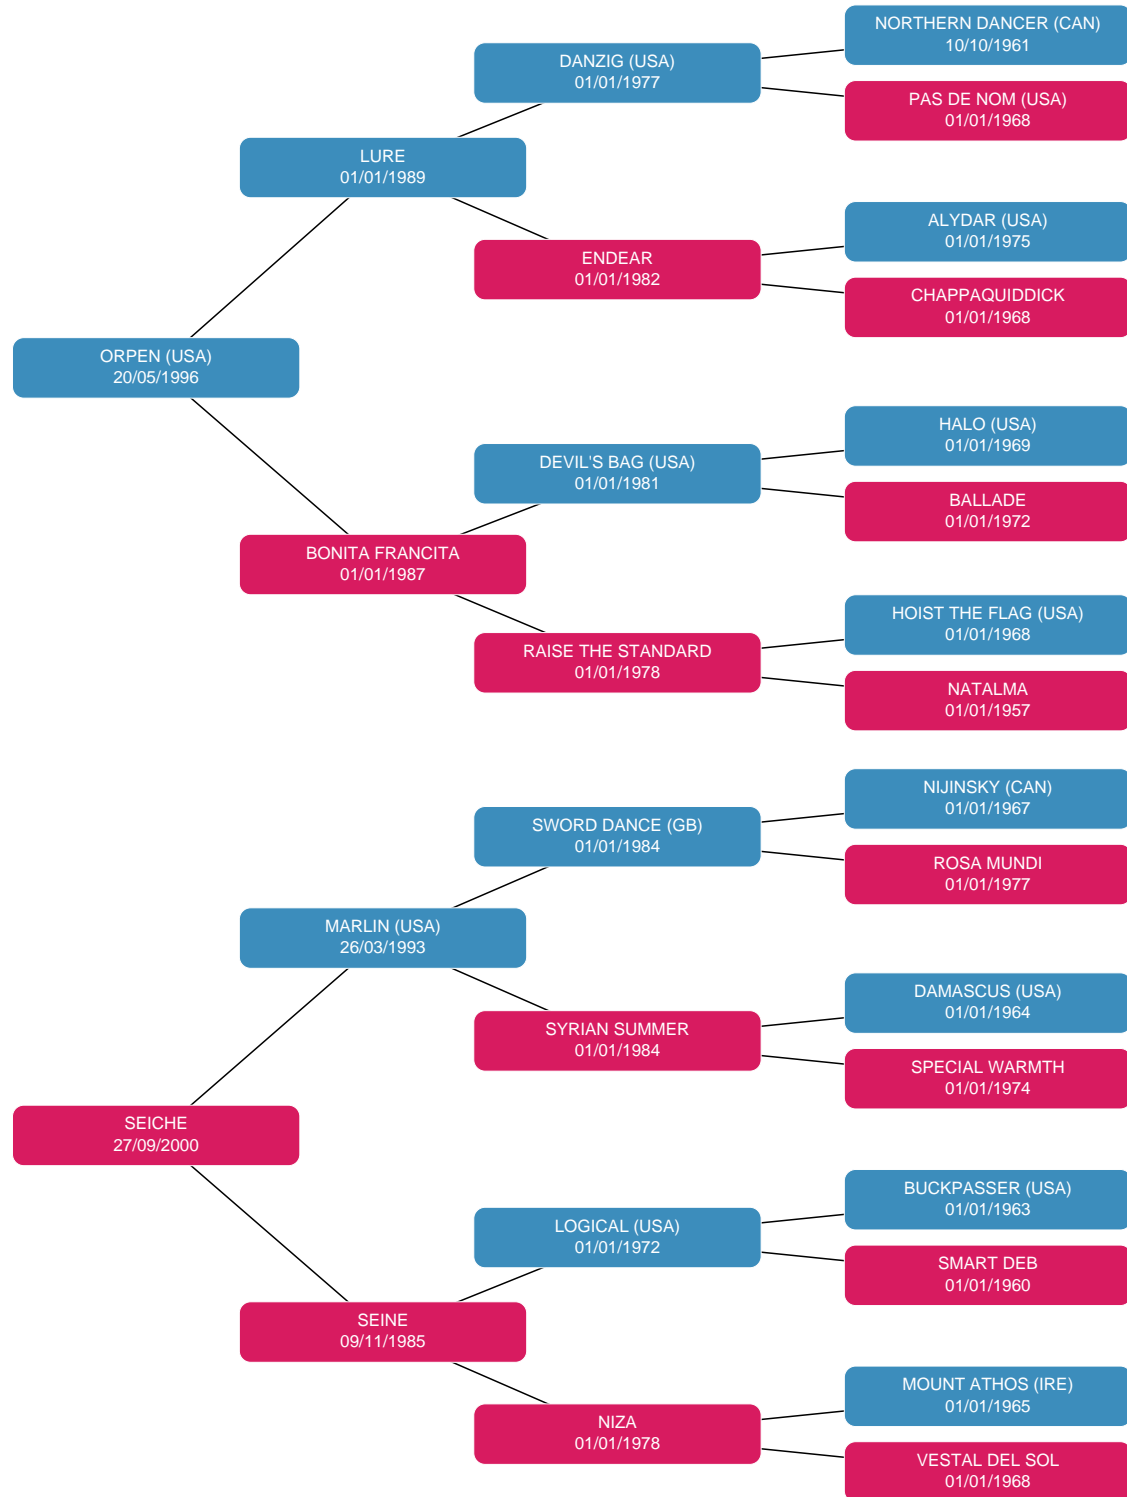 NORTHERN DANCER (CAN)
10/10/1961
DANZIG (USA)
01/01/1977
PAS DE NOM (USA)
01/01/1968
LURE
01/01/1989
ALYDAR (USA)
01/01/1975
ENDEAR
01/01/1982
CHAPPAQUIDDICK
01/01/1968
ORPEN (USA)
20/05/1996
HALO (USA)
01/01/1969
DEVIL'S BAG (USA)
01/01/1981
BALLADE
01/01/1972
BONITA FRANCITA
01/01/1987
HOIST THE FLAG (USA)
01/01/1968
RAISE THE STANDARD
01/01/1978
NATALMA
01/01/1957
NIJINSKY (CAN)
01/01/1967
SWORD DANCE (GB)
01/01/1984
ROSA MUNDI
01/01/1977
MARLIN (USA)
26/03/1993
DAMASCUS (USA)
01/01/1964
SYRIAN SUMMER
01/01/1984
SPECIAL WARMTH
01/01/1974
SEICHE
27/09/2000
BUCKPASSER (USA)
01/01/1963
LOGICAL (USA)
01/01/1972
SMART DEB
01/01/1960
SEINE
09/11/1985
MOUNT ATHOS (IRE)
01/01/1965
NIZA
01/01/1978
VESTAL DEL SOL
01/01/1968